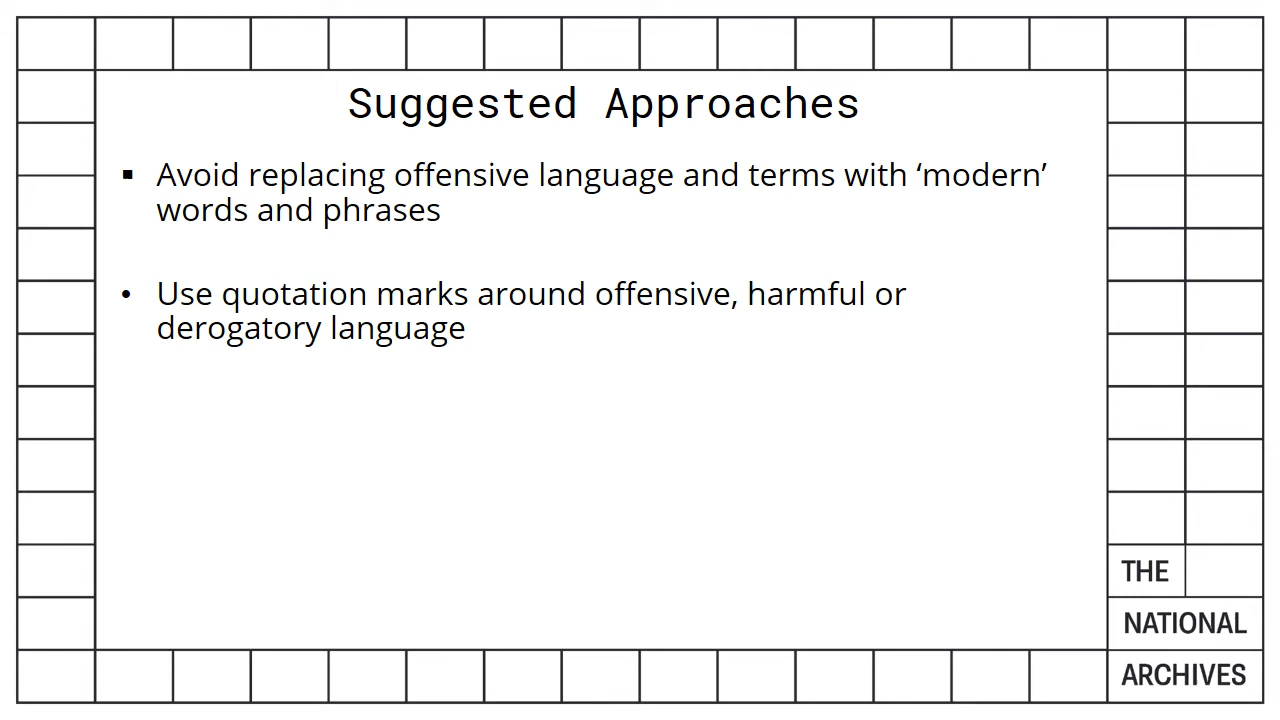 Suggested Approaches
▪ Avoid replacing offensive language and terms with ‘modern’
words and phrases
• Use quotation marks around offensive, harmful or
derogatory language
THE
NATIONAL
ARCHIVES